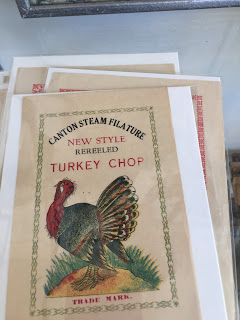 CANTON STEAM FILATURE
NEW STYLE
REREELED
TURKEY CHOP
TRADE MARK.